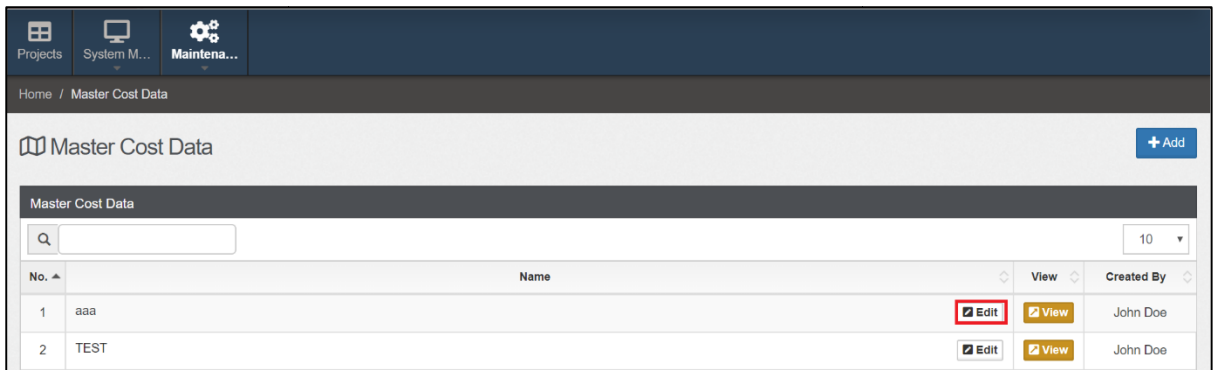 Projects System M... Maintena...
Home / Master Cost Data
Master Cost Data
+ Add
Master Cost Data
10
No. Name View Created By
1 aaa Edit View John Doe
2 TEST Edit View John Doe